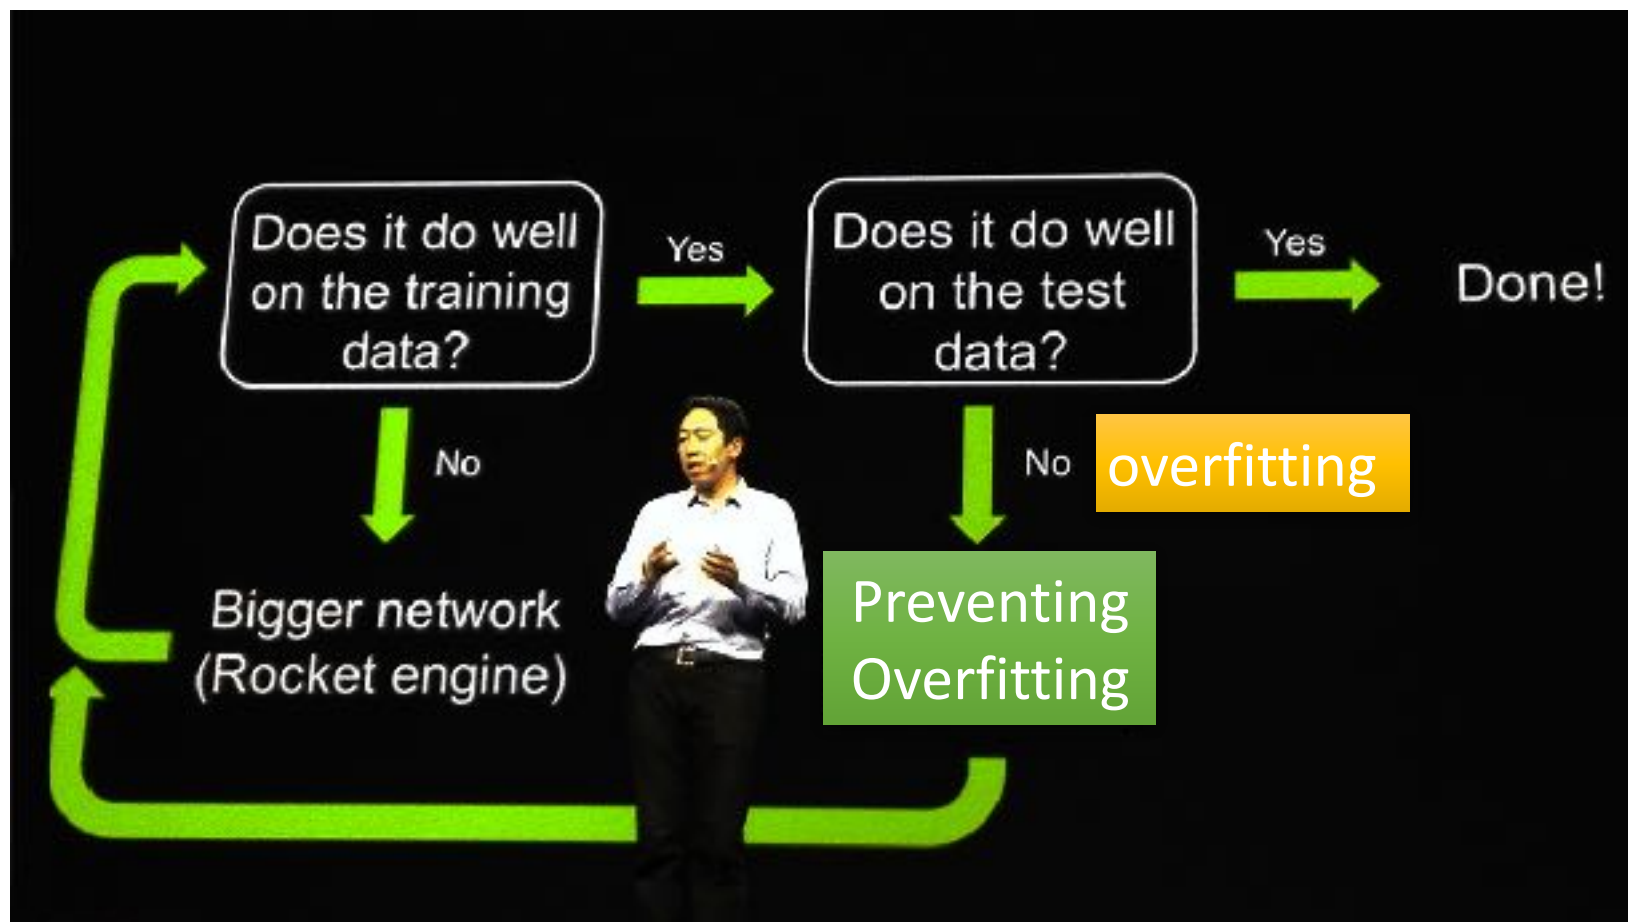 Does it do well
on the training
data?
Yes
Does it do well
on the test
data?
Yes
Done!
No
No
overfitting
Bigger network
(Rocket engine)
Preventing
Overfitting